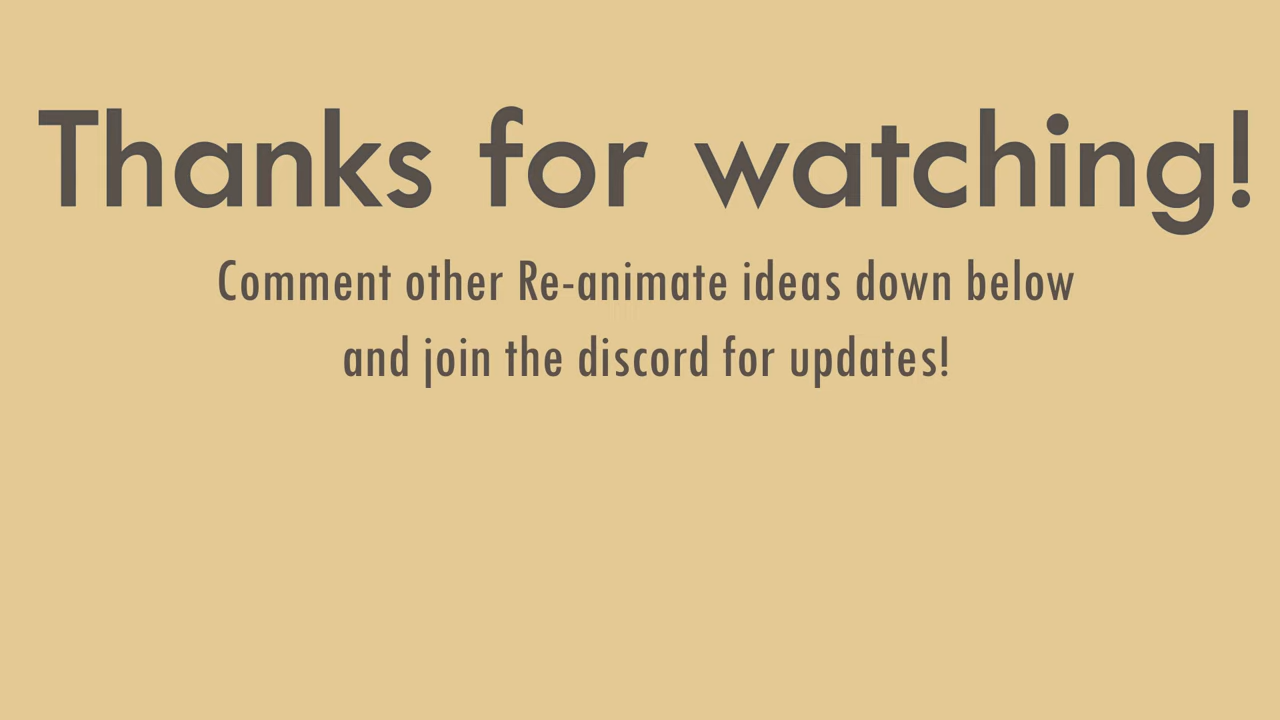 Thanks for watching!
Comment other Re-animate ideas down below
and join the discord for updates!